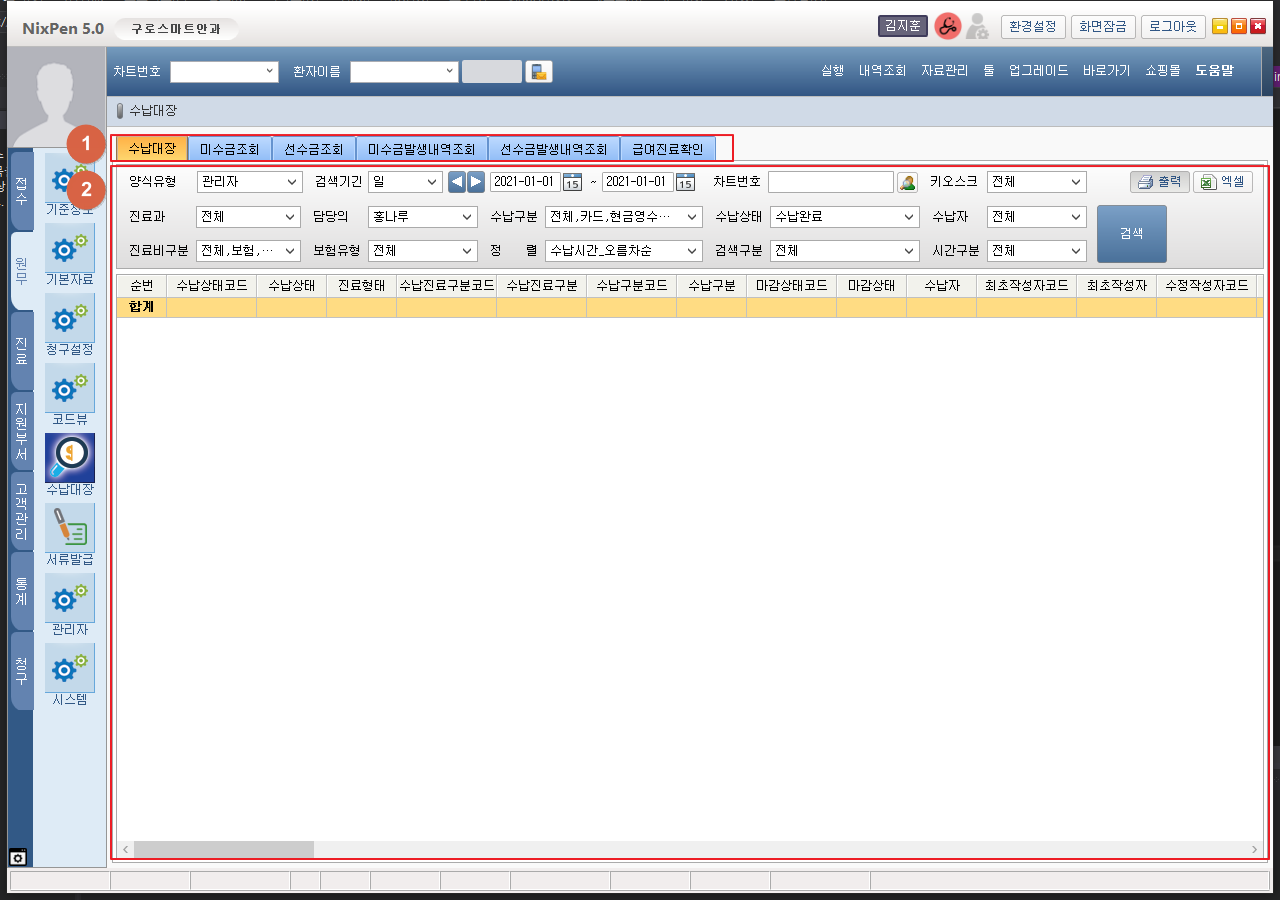 NixPen 5.0 구로스마트안과 김지훈 환경설정 화면잠금 로그아웃
차트번호 환자이름 실행 내역조회 자료관리 툴 업그레이드 바로가기 쇼핑몰 도움말
수납대장
1
수납대장 미수금조회 선수금조회 미수금발생내역조회 선수금발생내역조회 급여진료확인
2
양식유형 관리자 검색기간 일 2021-01-01 15 ~ 2021-01-01 15 차트번호 키오스크 전체 출력 엑셀
진료과 전체 담당의 홍나루 수납구분 전체,카드,현금영수… 수납상태 수납완료 수납자 전체
검색
진료비구분 전체,보험,… 보험유형 전체 정 렬 수납시간_오름차순 검색구분 전체 시간구분 전체
순번 수납상태코드 수납상태 진료형태 수납진료구분코드 수납진료구분 수납구분코드 수납구분 마감상태코드 마감상태 수납자 최초작성자코드 최초작성자 수정작성자코드
합계
접수
원무
진료
지원부서
고객관리
통계
청구
기준정보
기본자료
청구설정
코드뷰
수납대장
서류발급
관리자
시스템